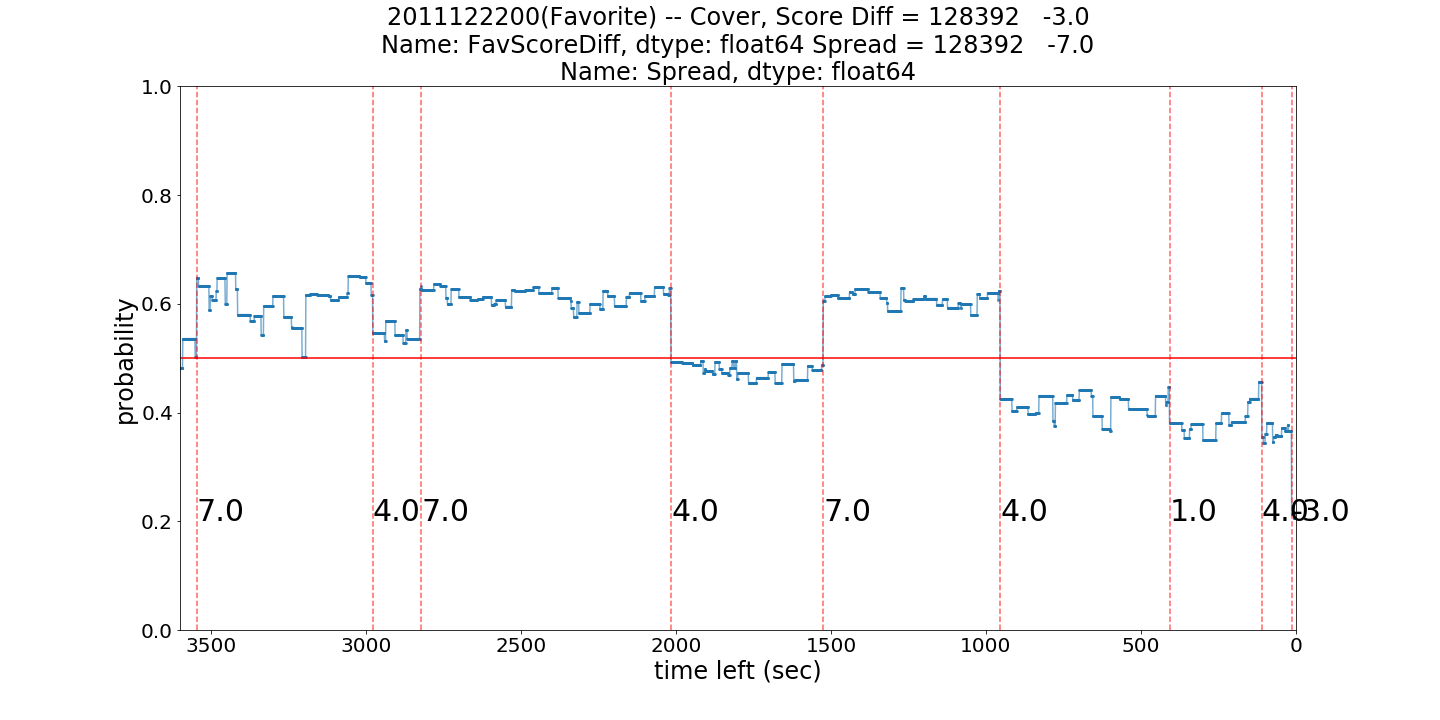 2011122200(Favorite) -- Cover, Score Diff = 128392   -3.0
Name: FavScoreDiff, dtype: float64 Spread = 128392   -7.0
Name: Spread, dtype: float64
probability
1.0
0.8
0.6
0.4
0.2
0.0
7.0 4.0 7.0 4.0 7.0 4.0 1.0 4.0 -3.0
3500 3000 2500 2000 1500 1000 500 0
time left (sec)